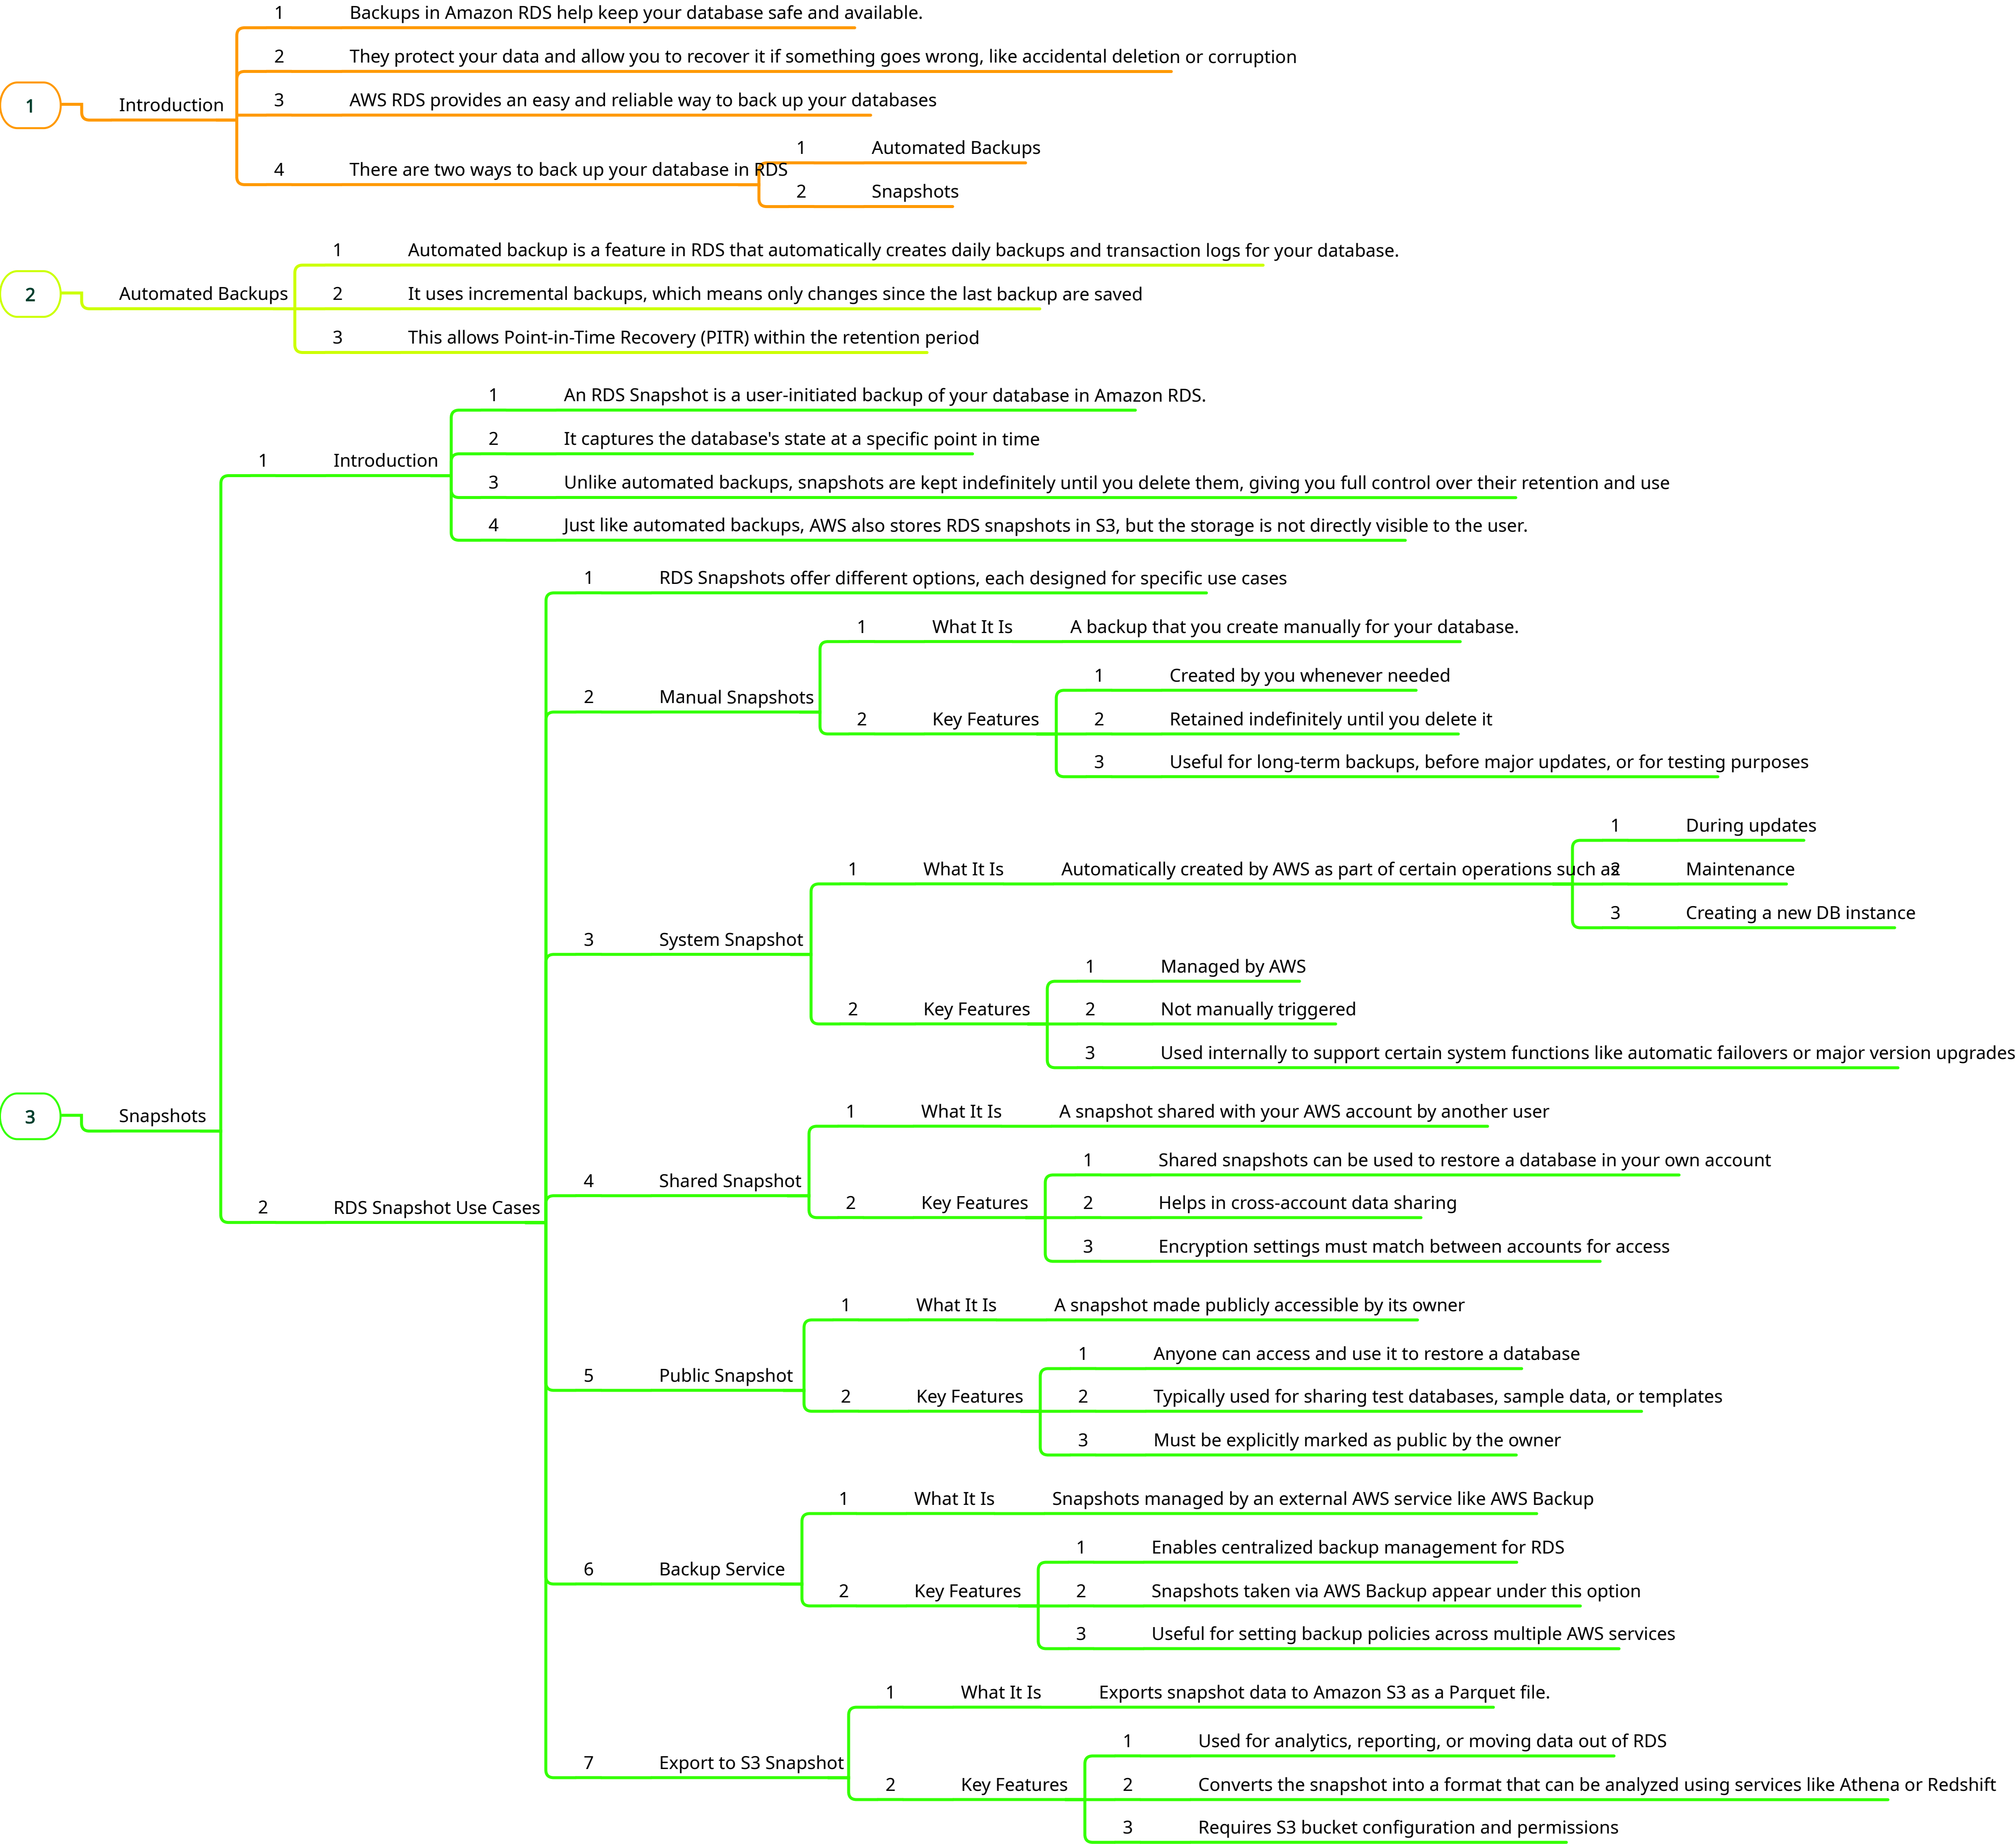 1 Introduction
1 Backups in Amazon RDS help keep your database safe and available.
2 They protect your data and allow you to recover it if something goes wrong, like accidental deletion or corruption
3 AWS RDS provides an easy and reliable way to back up your databases
4 There are two ways to back up your database in RDS
1 Automated Backups
2 Snapshots
2 Automated Backups
1 Automated backup is a feature in RDS that automatically creates daily backups and transaction logs for your database.
2 It uses incremental backups, which means only changes since the last backup are saved
3 This allows Point-in-Time Recovery (PITR) within the retention period
3 Snapshots
1 Introduction
1 An RDS Snapshot is a user-initiated backup of your database in Amazon RDS.
2 It captures the database's state at a specific point in time
3 Unlike automated backups, snapshots are kept indefinitely until you delete them, giving you full control over their retention and use
4 Just like automated backups, AWS also stores RDS snapshots in S3, but the storage is not directly visible to the user.
2 RDS Snapshot Use Cases
1 RDS Snapshots offer different options, each designed for specific use cases
2 Manual Snapshots
1 What It Is A backup that you create manually for your database.
2 Key Features
1 Created by you whenever needed
2 Retained indefinitely until you delete it
3 Useful for long-term backups, before major updates, or for testing purposes
3 System Snapshot
1 What It Is Automatically created by AWS as part of certain operations such as
1 During updates
2 Maintenance
3 Creating a new DB instance
2 Key Features
1 Managed by AWS
2 Not manually triggered
3 Used internally to support certain system functions like automatic failovers or major version upgrades
4 Shared Snapshot
1 What It Is A snapshot shared with your AWS account by another user
2 Key Features
1 Shared snapshots can be used to restore a database in your own account
2 Helps in cross-account data sharing
3 Encryption settings must match between accounts for access
5 Public Snapshot
1 What It Is A snapshot made publicly accessible by its owner
2 Key Features
1 Anyone can access and use it to restore a database
2 Typically used for sharing test databases, sample data, or templates
3 Must be explicitly marked as public by the owner
6 Backup Service
1 What It Is Snapshots managed by an external AWS service like AWS Backup
2 Key Features
1 Enables centralized backup management for RDS
2 Snapshots taken via AWS Backup appear under this option
3 Useful for setting backup policies across multiple AWS services
7 Export to S3 Snapshot
1 What It Is Exports snapshot data to Amazon S3 as a Parquet file.
2 Key Features
1 Used for analytics, reporting, or moving data out of RDS
2 Converts the snapshot into a format that can be analyzed using services like Athena or Redshift
3 Requires S3 bucket configuration and permissions